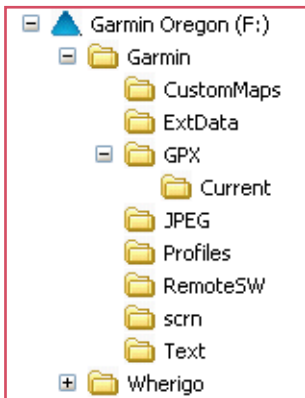 Garmin Oregon (F:)
Garmin
CustomMaps
ExtData
GPX
Current
JPEG
Profiles
RemoteSW
scrn
Text
Wherigo